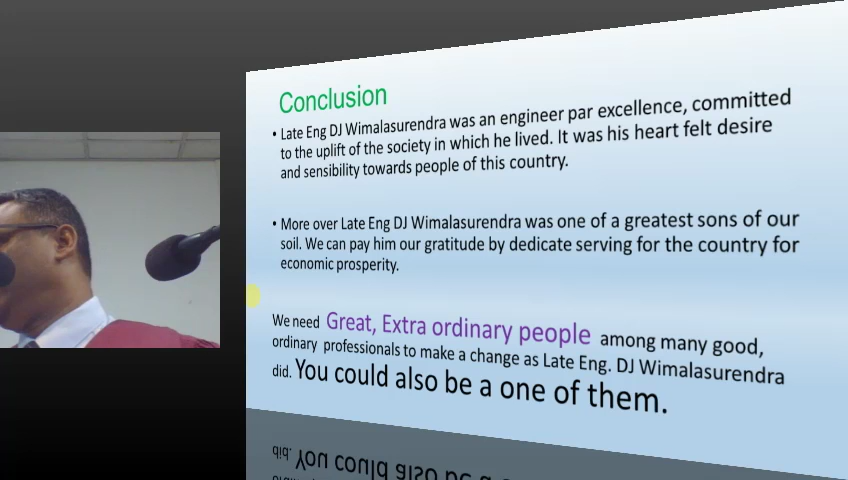 Conclusion
• Late Eng DJ Wimalasurendra was an engineer par excellence, committed
to the uplift of the society in which he lived. It was his heart felt desire
and sensibility towards people of this country.
• More over Late Eng DJ Wimalasurendra was one of a greatest sons of our
soil. We can pay him our gratitude by dedicate serving for the country for
economic prosperity.
We need Great, Extra ordinary people among many good,
ordinary professionals to make a change as Late Eng. DJ Wimalasurendra
did. You could also be a one of them.